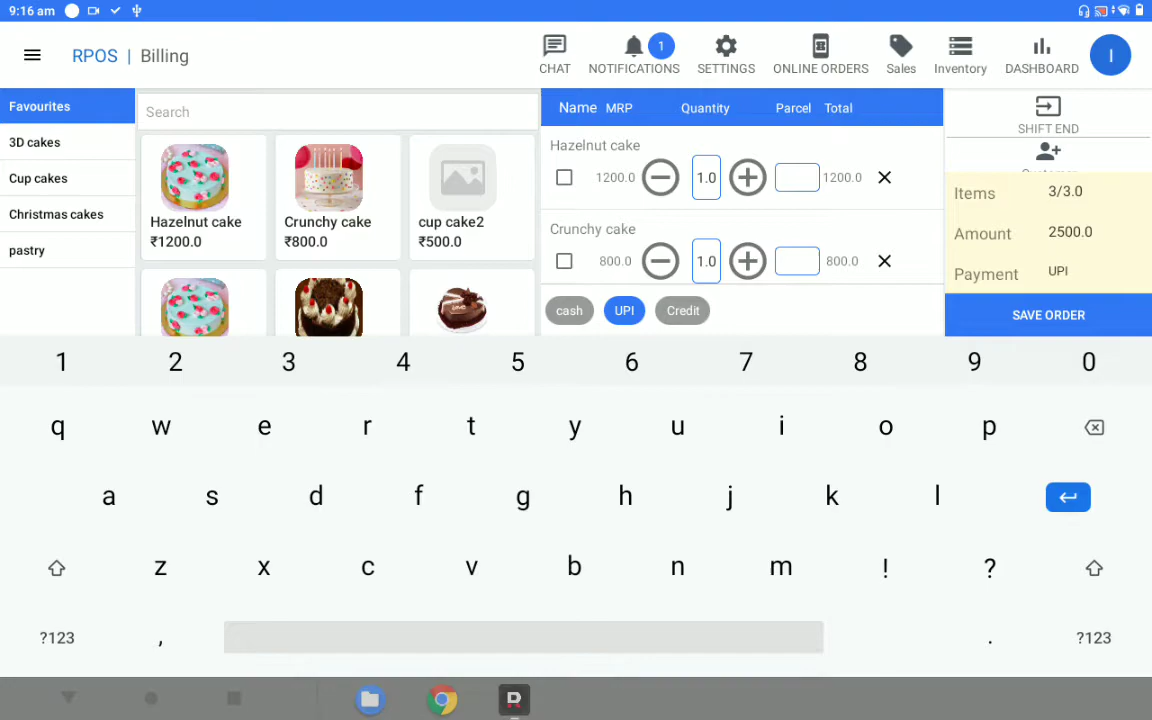 9:16 am
RPOS | Billing
CHAT
NOTIFICATIONS
1
SETTINGS
ONLINE ORDERS
Sales
Inventory
DASHBOARD
I
Favourites
3D cakes
Cup cakes
Christmas cakes
pastry
Search
Hazelnut cake
₹1200.0
Crunchy cake
₹800.0
cup cake2
₹500.0
Name MRP Quantity Parcel Total
Hazelnut cake
1200.0 1.0 1200.0
Crunchy cake
800.0 1.0 800.0
cash UPI Credit
SHIFT END
Items 3/3.0
Amount 2500.0
Payment UPI
SAVE ORDER
1 2 3 4 5 6 7 8 9 0
q w e r t y u i o p
a s d f g h j k l
z x c v b n m ! ?
?123 , . ?123